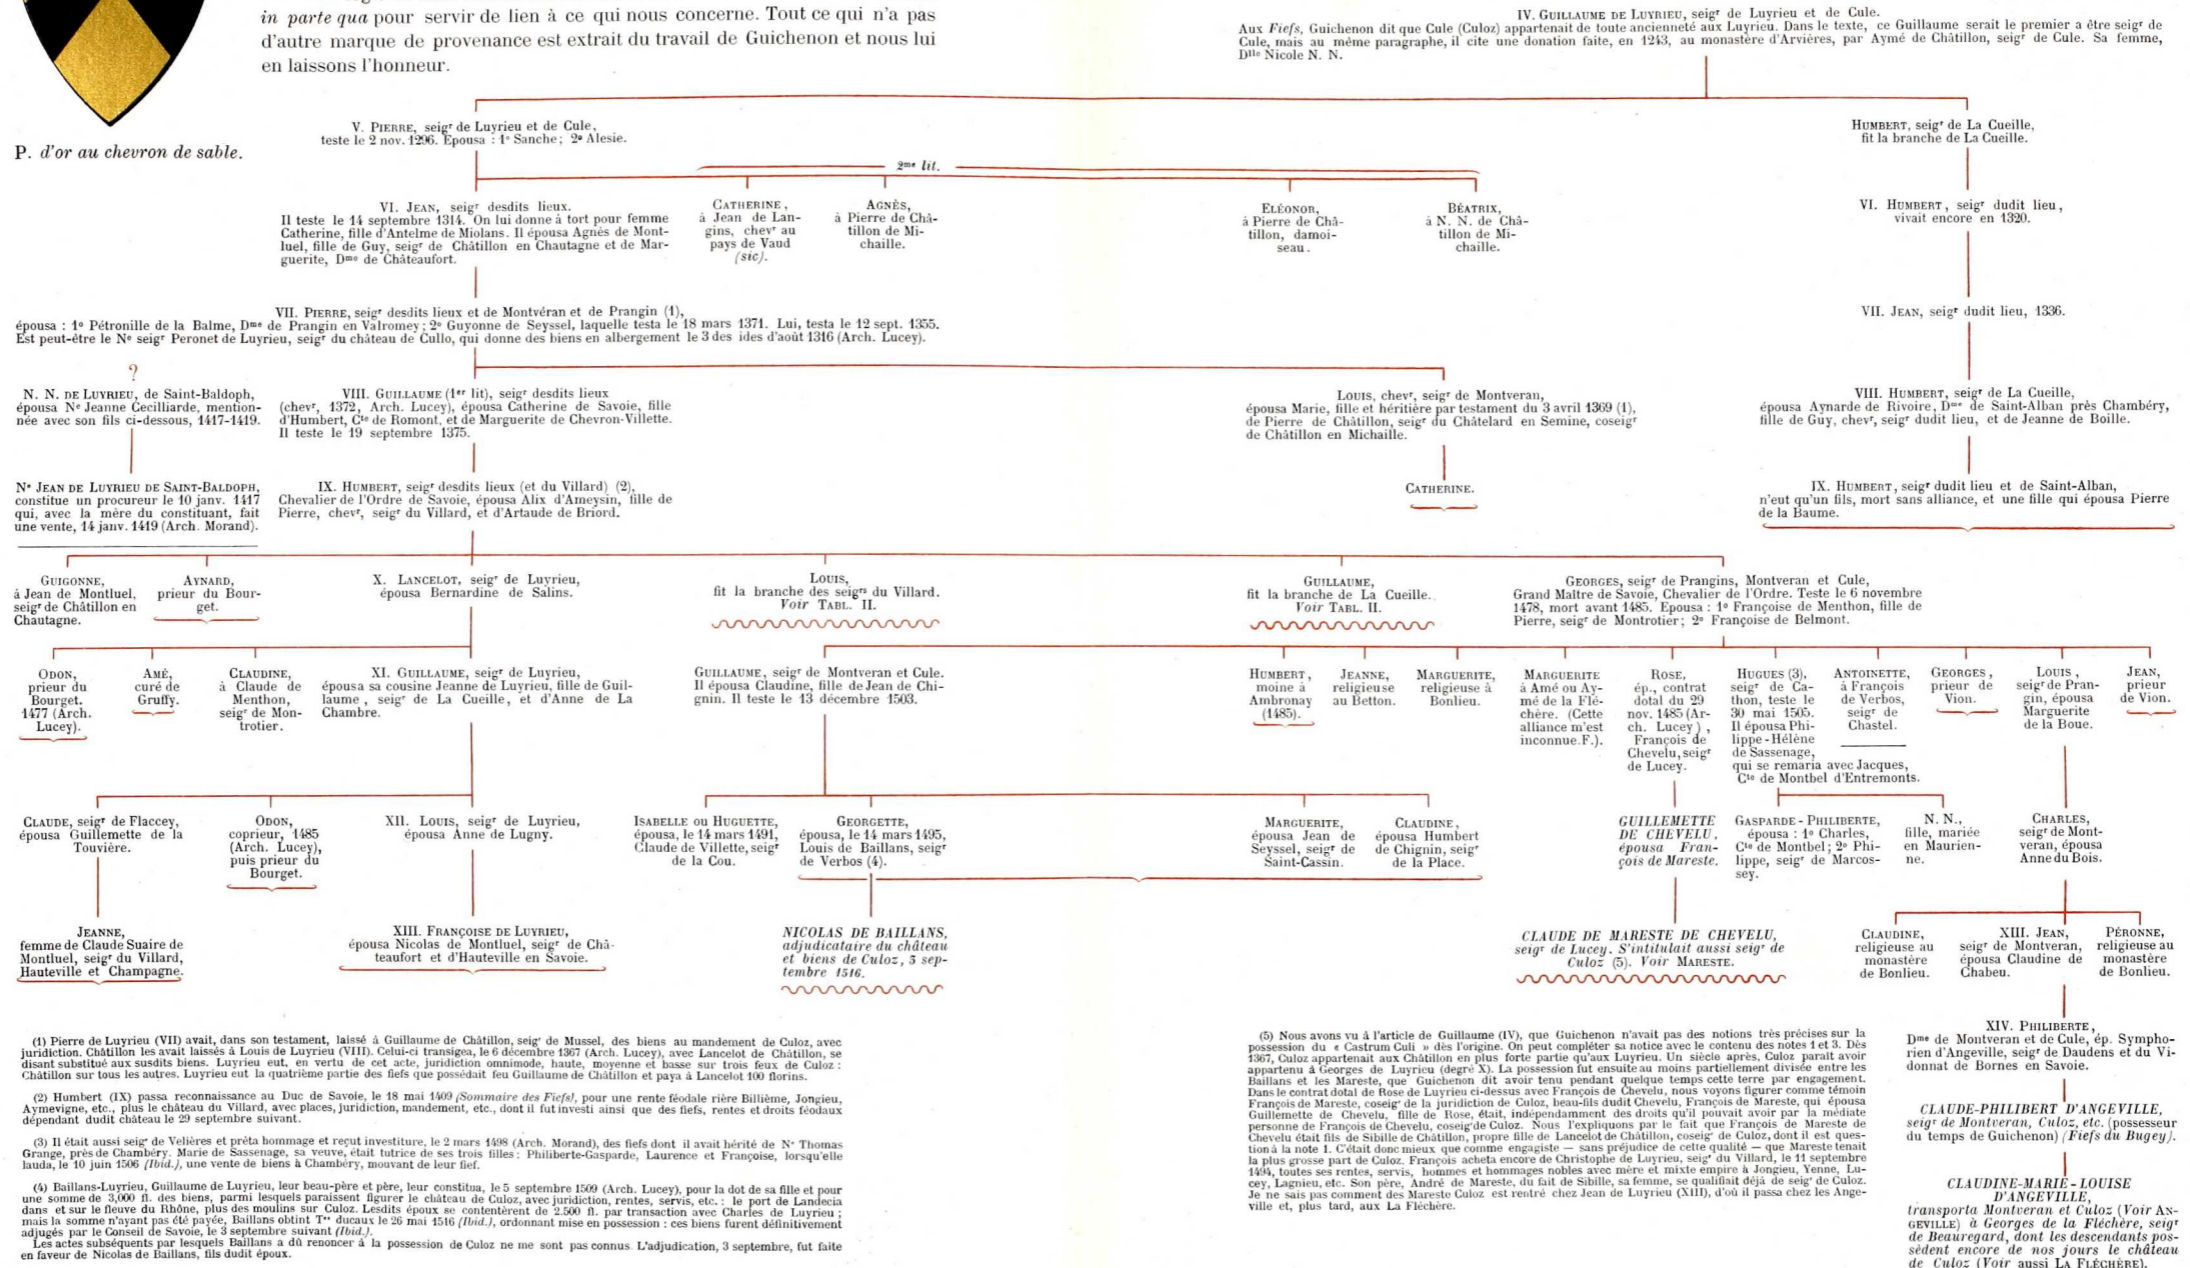 in parte qua pour servir de lien à ce qui nous concerne. Tout ce qui n'a pas
d'autre marque de provenance est extrait du travail de Guichenon et nous lui
en laissons l'honneur.
P. d'or au chevron de sable.
IV. GUILLAUME DE LUYRIEU, seigr de Luyrieu et de Cule.
Aux Fiefs, Guichenon dit que Cule (Culoz) appartenait de toute ancienneté aux Luyrieu. Dans le texte, ce Guillaume serait le premier a être seigr de
Cule, mais au même paragraphe, il cite une donation faite, en 1243, au monastère d'Arvières, par Aymé de Châtillon, seigr de Cule. Sa femme,
Dlle Nicole N. N.
V. PIERRE, seigr de Luyrieu et de Cule,
teste le 2 nov. 1296. Epousa : 1º Sanche; 2º Alesie.
HUMBERT, seigr de La Cueille,
fit la branche de La Cueille.
2me lit.
VI. JEAN, seigr desdits lieux.
Il teste le 14 septembre 1314. On lui donne à tort pour femme
Catherine, fille d'Antelme de Miolans. Il épousa Agnès de Mont-
luel, fille de Guy, seigr de Châtillon en Chautagne et de Mar-
guerite, Dme de Châteaufort.
CATHERINE,
à Jean de Lan-
gins, chevr au
pays de Vaud
(sic).
AGNÈS,
à Pierre de Châ-
tillon de Mi-
chaille.
ELÉONOR,
à Pierre de Châ-
tillon, damoi-
seau.
BÉATRIX,
à N. N. de Châ-
tillon de Mi-
chaille.
VI. HUMBERT, seigr dudit lieu,
vivait encore en 1320.
VII. PIERRE, seigr desdits lieux et de Montvéran et de Prangin (1),
épousa : 1º Pétronille de la Balme, Dme de Prangin en Valromey; 2º Guyonne de Seyssel, laquelle testa le 18 mars 1371. Lui, testa le 12 sept. 1355.
Est peut-être le Ne seigr Peronet de Luyrieu, seigr du château de Cullo, qui donne des biens en albergement le 3 des ides d'août 1316 (Arch. Lucey).
VII. JEAN, seigr dudit lieu, 1336.
?
N. N. DE LUYRIEU, de Saint-Baldoph,
épousa Ne Jeanne Cecilliarde, mention-
née avec son fils ci-dessous, 1417-1419.
VIII. GUILLAUME (1er lit), seigr desdits lieux
(chevr, 1372, Arch. Lucey), épousa Catherine de Savoie, fille
d'Humbert, Cte de Romont, et de Marguerite de Chevron-Villette.
Il teste le 19 septembre 1375.
LOUIS, chevr, seigr de Montveran,
épousa Marie, fille et héritière par testament du 3 avril 1369 (1),
de Pierre de Châtillon, seigr du Châtelard en Semine, coseigr
de Châtillon en Michaille.
VIII. HUMBERT, seigr de La Cueille,
épousa Aynarde de Rivoire, Dme de Saint-Alban près Chambéry,
fille de Guy, chevr, seigr dudit lieu, et de Jeanne de Boille.
Ne JEAN DE LUYRIEU DE SAINT-BALDOPH,
constitue un procureur le 10 janv. 1417
qui, avec la mère du constituant, fait
une vente, 14 janv. 1419 (Arch. Morand).
IX. HUMBERT, seigr desdits lieux (et du Villard) (2),
Chevalier de l'Ordre de Savoie, épousa Alix d'Ameysin, fille de
Pierre, chevr, seigr du Villard, et d'Artaude de Briord.
CATHERINE.
IX. HUMBERT, seigr dudit lieu et de Saint-Alban,
n'eut qu'un fils, mort sans alliance, et une fille qui épousa Pierre
de la Baume.
GUIGONNE,
à Jean de Montluel,
seigr de Châtillon en
Chautagne.
AYNARD,
prieur du Bour-
get.
X. LANCELOT, seigr de Luyrieu,
épousa Bernardine de Salins.
LOUIS,
fit la branche des seigrs du Villard.
Voir TABL. II.
GUILLAUME,
fit la branche de La Cueille.
Voir TABL. II.
GEORGES, seigr de Prangins, Montveran et Cule,
Grand Maître de Savoie, Chevalier de l'Ordre. Teste le 6 novembre
1478, mort avant 1485. Epousa : 1º Françoise de Menthon, fille de
Pierre, seigr de Montrotier; 2º Françoise de Belmont.
ODON,
prieur du
Bourget.
1477 (Arch.
Lucey).
AMÉ,
curé de
Gruffy.
CLAUDINE,
à Claude de
Menthon,
seigr de Mon-
trotier.
XI. GUILLAUME, seigr de Luyrieu,
épousa sa cousine Jeanne de Luyrieu, fille de Guil-
laume, seigr de La Cueille, et d'Anne de La
Chambre.
GUILLAUME, seigr de Montveran et Cule.
Il épousa Claudine, fille de Jean de Chi-
gnin. Il teste le 13 décembre 1503.
HUMBERT,
moine à
Ambronay
(1485).
JEANNE,
religieuse
au Betton.
MARGUERITE,
religieuse à
Bonlieu.
MARGUERITE
à Amé ou Ay-
mé de la Flé-
chère. (Cette
alliance m'est
inconnue.F.).
ROSE,
ép., contrat
dotal du 29
nov. 1485 (Ar-
ch. Lucey),
François de
Chevelu, seigr
de Lucey.
HUGUES (3),
seigr de Ca-
thon, teste le
30 mai 1505.
Il épousa Phi-
lippe-Hélène
de Sassenage,
qui se remaria avec Jacques,
Cte de Montbel d'Entremonts.
ANTOINETTE,
à François
de Verbos,
seigr de
Chastel.
GEORGES,
prieur de
Vion.
LOUIS,
seigr de Pran-
gin, épousa
Marguerite
de la Boue.
JEAN,
prieur
de Vion.
CLAUDE, seigr de Flaccey,
épousa Guillemette de la
Touvière.
ODON,
coprieur, 1485
(Arch. Lucey),
puis prieur du
Bourget.
XII. LOUIS, seigr de Luyrieu,
épousa Anne de Lugny.
ISABELLE OU HUGUETTE,
épousa, le 14 mars 1491,
Claude de Villette, seigr
de la Cou.
GEORGETTE,
épousa, le 14 mars 1495,
Louis de Baillans, seigr
de Verbos (4).
MARGUERITE,
épousa Jean de
Seyssel, seigr de
Saint-Cassin.
CLAUDINE,
épousa Humbert
de Chignin, seigr
de la Place.
GUILLEMETTE
DE CHEVELU,
épousa Fran-
çois de Mareste.
GASPARDE-PHILIBERTE,
épousa : 1º Charles,
Cte de Montbel; 2º Phi-
lippe, seigr de Marcos-
sey.
N. N.,
fille, mariée
en Maurien-
ne.
CHARLES,
seigr de Mont-
veran, épousa
Anne du Bois.
JEANNE,
femme de Claude Suaire de
Montluel, seigr du Villard,
Hauteville et Champagne.
XIII. FRANÇOISE DE LUYRIEU,
épousa Nicolas de Montluel, seigr de Châ-
teaufort et d'Hauteville en Savoie.
NICOLAS DE BAILLANS,
adjudicataire du château
et biens de Culoz, 3 sep-
tembre 1516.
CLAUDE DE MARESTE DE CHEVELU,
seigr de Lucey. S'intitulait aussi seigr de
Culoz (5). Voir MARESTE.
CLAUDINE,
religieuse au
monastère
de Bonlieu.
XIII. JEAN,
seigr de Montveran,
épousa Claudine de
Chabeu.
PÉRONNE,
religieuse au
monastère
de Bonlieu.
XIV. PHILIBERTE,
Dme de Montveran et de Cule, ép. Sympho-
rien d'Angeville, seigr de Daudens et du Vi-
donnat de Bornes en Savoie.
CLAUDE-PHILIBERT D'ANGEVILLE,
seigr de Montveran, Culoz, etc. (possesseur
du temps de Guichenon) (Fiefs du Bugey).
CLAUDINE-MARIE-LOUISE
D'ANGEVILLE,
transporta Montveran et Culoz (Voir AN-
GEVILLE) à Georges de la Fléchère, seigr
de Beauregard, dont les descendants pos-
sèdent encore de nos jours le château
de Culoz (Voir aussi LA FLÉCHÈRE).
(1) Pierre de Luyrieu (VII) avait, dans son testament, laissé à Guillaume de Châtillon, seigr de Mussel, des biens au mandement de Culoz, avec
juridiction. Châtillon les avait laissés à Louis de Luyrieu (VIII). Celui-ci transigea, le 6 décembre 1367 (Arch. Lucey), avec Lancelot de Châtillon, se
disant substitué aux susdits biens. Luyrieu eut, en vertu de cet acte, juridiction omnimode, haute, moyenne et basse sur trois feux de Culoz :
Châtillon sur tous les autres. Luyrieu eut la quatrième partie des fiefs que possédait feu Guillaume de Châtillon et paya à Lancelot 100 florins.
(2) Humbert (IX) passa reconnaissance au Duc de Savoie, le 18 mai 1409 (Sommaire des Fiefs), pour une rente féodale rière Billième, Jongieu,
Aymevigne, etc., plus le château du Villard, avec places, juridiction, mandement, etc., dont il fut investi ainsi que des fiefs, rentes et droits féodaux
dépendant dudit château le 29 septembre suivant.
(3) Il était aussi seigr de Velières et prêta hommage et reçut investiture, le 2 mars 1498 (Arch. Morand), des fiefs dont il avait hérité de Ne Thomas
Grange, près de Chambéry. Marie de Sassenage, sa veuve, était tutrice de ses trois filles : Philiberte-Gasparde, Laurence et Françoise, lorsqu'elle
lauda, le 10 juin 1506 (Ibid.), une vente de biens à Chambéry, mouvant de leur fief.
(4) Baillans-Luyrieu, Guillaume de Luyrieu, leur beau-père et père, leur constitua, le 5 septembre 1509 (Arch. Lucey), pour la dot de sa fille et pour
une somme de 3,000 fl. des biens, parmi lesquels paraissent figurer le château de Culoz, avec juridiction, rentes, servis, etc. : le port de Landecia
dans et sur le fleuve du Rhône, plus des moulins sur Culoz. Lesdits époux se contentèrent de 2.500 fl. par transaction avec Charles de Luyrieu;
mais la somme n'ayant pas été payée, Baillans obtint Tes ducaux le 26 mai 1516 (Ibid.), ordonnant mise en possession : ces biens furent définitivement
adjugés par le Conseil de Savoie, le 3 septembre suivant (Ibid.).
Les actes subséquents par lesquels Baillans a dû renoncer à la possession de Culoz ne me sont pas connus. L'adjudication, 3 septembre, fut faite
en faveur de Nicolas de Baillans, fils dudit époux.
(5) Nous avons vu à l'article de Guillaume (IV), que Guichenon n'avait pas des notions très précises sur la
possession du « Castrum Culi » dès l'origine. On peut compléter sa notice avec le contenu des notes 1 et 3. Dès
1367, Culoz appartenait aux Châtillon en plus forte partie qu'aux Luyrieu. Un siècle après, Culoz paraît avoir
appartenu à Georges de Luyrieu (degré X). La possession fut ensuite au moins partiellement divisée entre les
Baillans et les Mareste, que Guichenon dit avoir tenu pendant quelque temps cette terre par engagement.
Dans le contrat dotal de Rose de Luyrieu ci-dessus avec François de Chevelu, nous voyons figurer comme témoin
François de Mareste, coseigr de la juridiction de Culoz, beau-fils dudit Chevelu, François de Mareste, qui épousa
Guillemette de Chevelu, fille de Rose, était, indépendamment des droits qu'il pouvait avoir par la médiate
personne de François de Chevelu, coseig. de Culoz. Nous l'expliquons par le fait que François de Mareste de
Chevelu était fils de Sibille de Châtillon, propre fille de Lancelot de Châtillon, coseigr de Culoz, dont il est ques-
tion à la note 1. C'était donc mieux que comme engagiste — sans préjudice de cette qualité — que Mareste tenait
la plus grosse part de Culoz. François acheta encore de Christophe de Luyrieu, seigr du Villard, le 11 septembre
1494, toutes ses rentes, servis, hommes et hommages nobles avec mère et mixte empire à Jongieu, Yenne, Lu-
cey, Lagnieu, etc. Son père, André de Mareste, du fait de Sibille, sa femme, se qualifiait déjà de seigr de Culoz.
Je ne sais pas comment des Mareste Culoz est rentré chez Jean de Luyrieu (XIII), d'où il passa chez les Ange-
ville et, plus tard, aux La Fléchère.